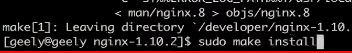 < man/nginx.8 > objs/nginx.8
make[1]: Leaving directory `/developer/nginx-1.10.
[geely@geely nginx-1.10.2]$ sudo make install